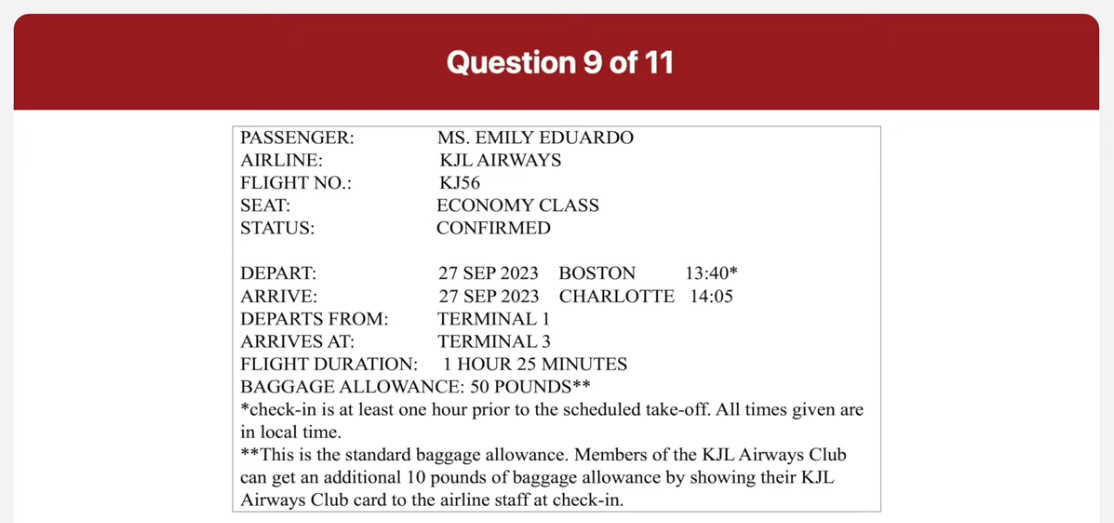 Question 9 of 11
PASSENGER: MS. EMILY EDUARDO
AIRLINE: KJL AIRWAYS
FLIGHT NO.: KJ56
SEAT: ECONOMY CLASS
STATUS: CONFIRMED
DEPART: 27 SEP 2023 BOSTON 13:40*
ARRIVE: 27 SEP 2023 CHARLOTTE 14:05
DEPARTS FROM: TERMINAL 1
ARRIVES AT: TERMINAL 3
FLIGHT DURATION: 1 HOUR 25 MINUTES
BAGGAGE ALLOWANCE: 50 POUNDS**
*check-in is at least one hour prior to the scheduled take-off. All times given are
in local time.
**This is the standard baggage allowance. Members of the KJL Airways Club
can get an additional 10 pounds of baggage allowance by showing their KJL
Airways Club card to the airline staff at check-in.